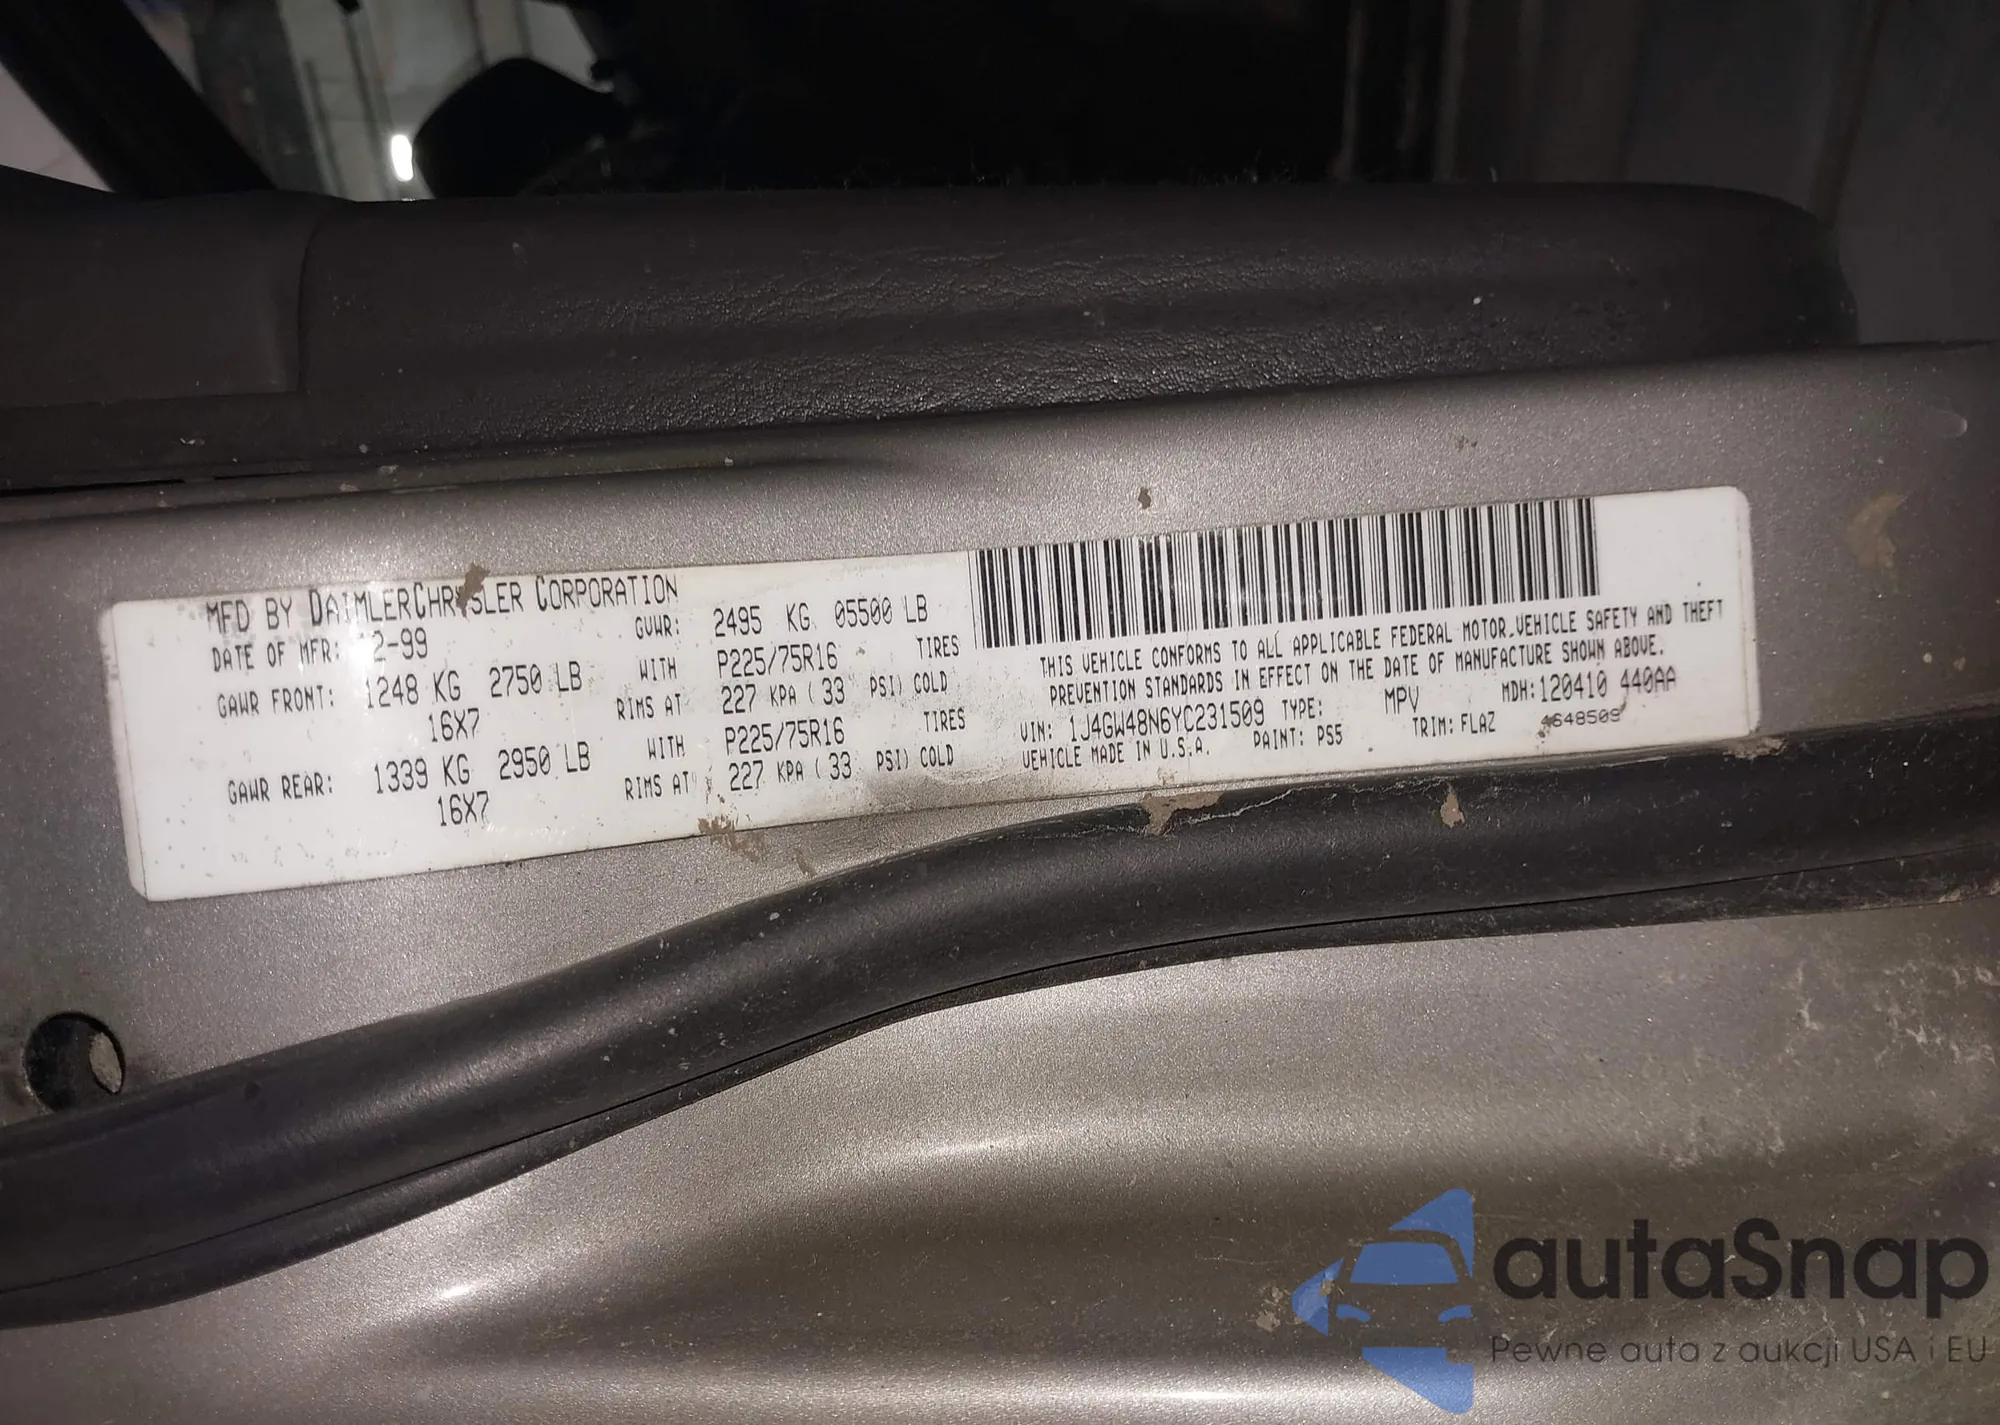 MFD BY DAIMLERCHRYSLER CORPORATION
DATE OF MFR: 12-99 GVWR: 2495 KG 05500 LB
GAWR FRONT: 1248 KG 2750 LB WITH P225/75R16 TIRES
16X7 RIMS AT 227 KPA ( 33 PSI) COLD
GAWR REAR: 1339 KG 2950 LB WITH P225/75R16 TIRES
16X7 RIMS AT 227 KPA ( 33 PSI) COLD
THIS VEHICLE CONFORMS TO ALL APPLICABLE FEDERAL MOTOR VEHICLE SAFETY AND THEFT
PREVENTION STANDARDS IN EFFECT ON THE DATE OF MANUFACTURE SHOWN ABOVE.
VIN: 1J4GW48N6YC231509 TYPE: MPV MDH:120410 440AA
VEHICLE MADE IN U.S.A. PAINT: PS5 TRIM: FLAZ 4648509
autoSnap
Pewne auta z aukcji USA i EU